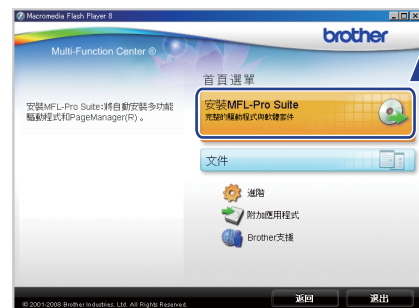 Macromedia Flash Player 8
brother
Multi-Function Center ®
首頁選單
安裝MFL-Pro Suite:將自動安裝多功能
驅動程式和PageManager(R) 。
安裝MFL-Pro Suite
完整的驅動程式與軟體套件
文件
進階
附加應用程式
Brother支援
© 2001-2008 Brother Industries, Ltd. All Rights Reserved.
返回
退出